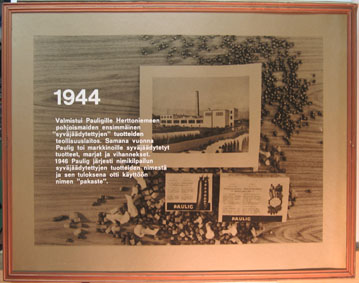 1944
Valmistui Pauligille Herttoniemeen
pohjoismaiden ensimmäinen
"syväjäädytettyjen" tuotteiden
teollisuuslaitos. Samana vuonna
Paulig toi markkinoille syväjäädytetyt
tuotteet, marjat ja vihannekset.
1946 Paulig järjesti nimikilpailun
syväjäädytettyjen tuotteiden nimestä
ja sen tuloksena otti käyttöön
nimen "pakaste".
PAULIG
PAULIG